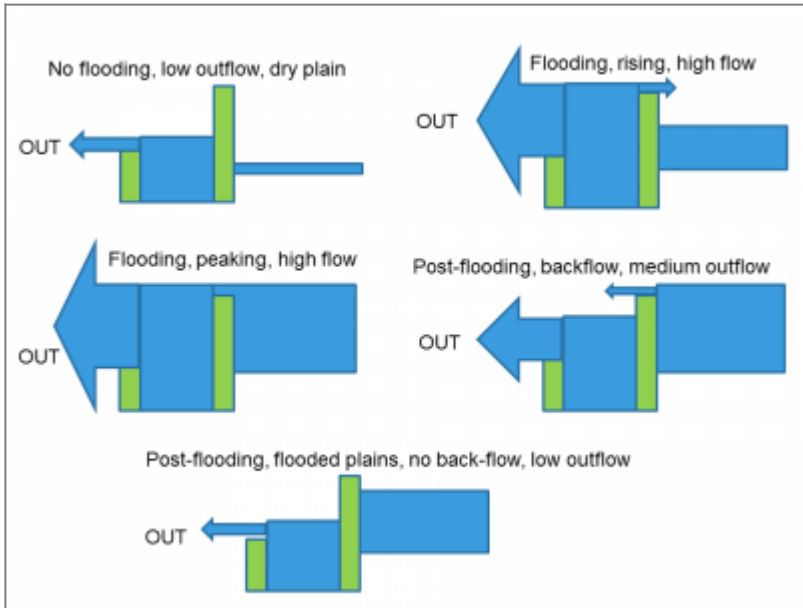 No flooding, low outflow, dry plain
OUT
Flooding, rising, high flow
OUT
Flooding, peaking, high flow
OUT
Post-flooding, backflow, medium outflow
OUT
Post-flooding, flooded plains, no back-flow, low outflow
OUT